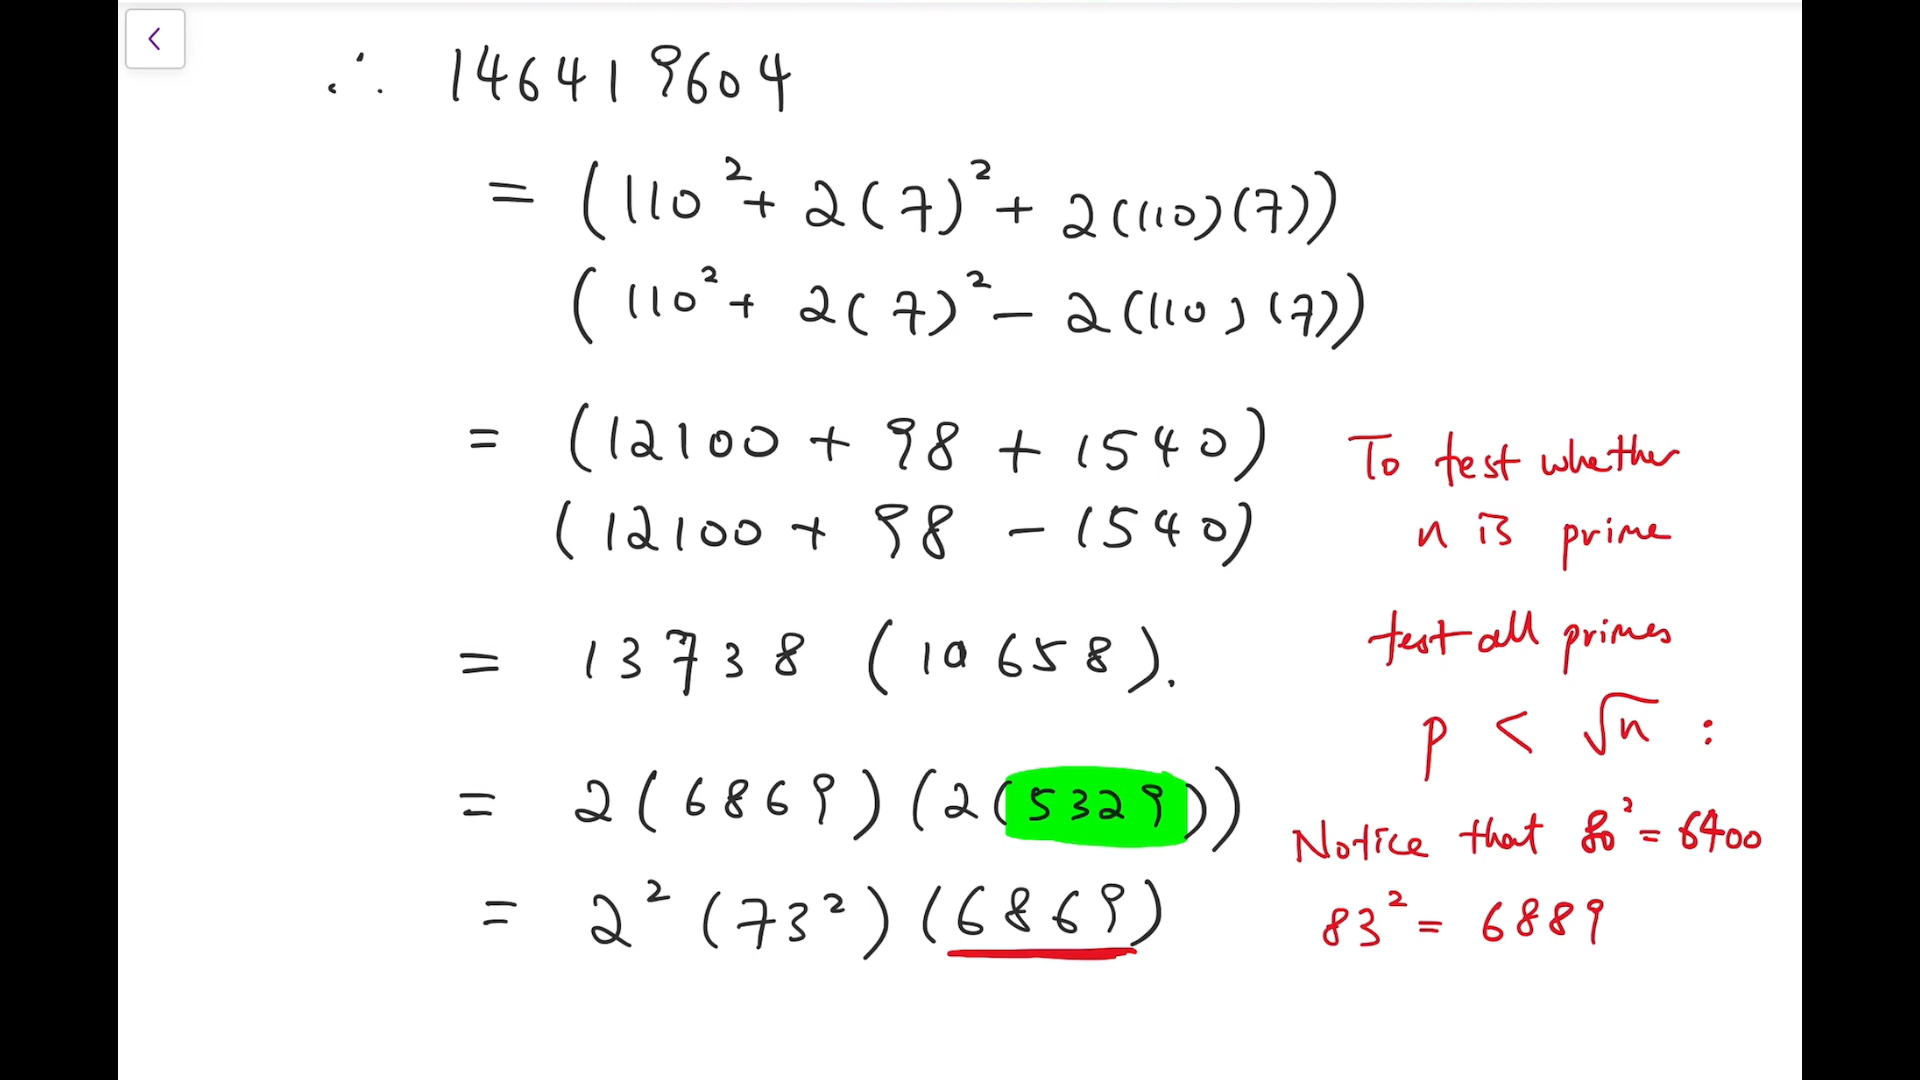 ∴ 146419604
= (110² + 2(7)² + 2(110)(7))
(110² + 2(7)² − 2(110)(7))
= (12100 + 98 + 1540)
(12100 + 98 − 1540)
= 13738 (10658).
= 2(6869)(2(5329))
= 2²(73²)(6869)
To test whether
n is prime
test all primes
p < √n :
Notice that 80² = 6400
83² = 6889